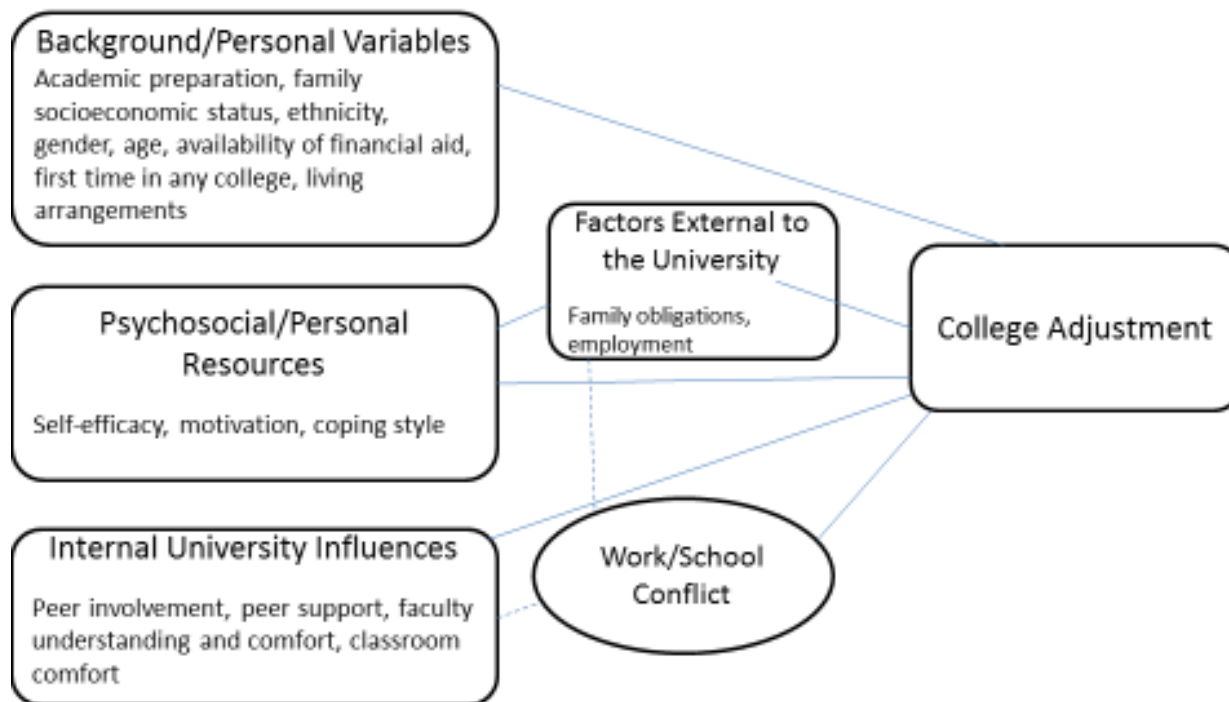 Background/Personal Variables
Academic preparation, family
socioeconomic status, ethnicity,
gender, age, availability of financial aid,
first time in any college, living
arrangements
Factors External to
the University
Family obligations,
employment
College Adjustment
Psychosocial/Personal
Resources
Self-efficacy, motivation, coping style
Internal University Influences
Peer involvement, peer support, faculty
understanding and comfort, classroom
comfort
Work/School
Conflict